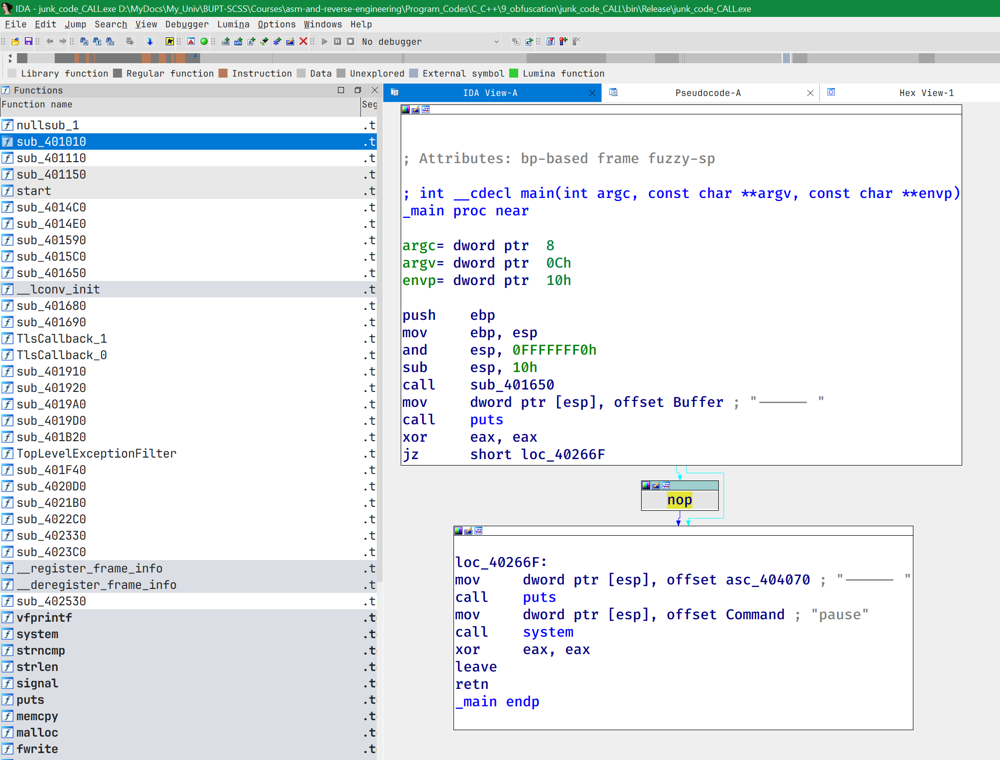 IDA - junk_code_CALL.exe D:\MyDocs\My_Univ\BUPT-SCSS\Courses\asm-and-reverse-engineering\Program_Codes\C_C++\9_obfuscation\junk_code_CALL\bin\Release\junk_code_CALL.exe
File Edit Jump Search View Debugger Lumina Options Windows Help
No debugger
Library function Regular function Instruction Data Unexplored External symbol Lumina function
Functions
Function name Seg
nullsub_1 .t
sub_401010 .t
sub_401110 .t
sub_401150 .t
start .t
sub_4014C0 .t
sub_4014E0 .t
sub_401590 .t
sub_4015C0 .t
sub_401650 .t
__lconv_init .t
sub_401680 .t
sub_401690 .t
TlsCallback_1 .t
TlsCallback_0 .t
sub_401910 .t
sub_401920 .t
sub_4019A0 .t
sub_4019D0 .t
sub_401B20 .t
TopLevelExceptionFilter .t
sub_401F40 .t
sub_4020D0 .t
sub_4021B0 .t
sub_4022C0 .t
sub_402330 .t
sub_4023C0 .t
__register_frame_info .t
__deregister_frame_info .t
sub_402530 .t
vfprintf .t
system .t
strncmp .t
strlen .t
signal .t
puts .t
memcpy .t
malloc .t
fwrite .t
IDA View-A Pseudocode-A Hex View-1
; Attributes: bp-based frame fuzzy-sp
; int __cdecl main(int argc, const char **argv, const char **envp)
_main proc near
argc= dword ptr 8
argv= dword ptr 0Ch
envp= dword ptr 10h
push ebp
mov ebp, esp
and esp, 0FFFFFFF0h
sub esp, 10h
call sub_401650
mov dword ptr [esp], offset Buffer ; "------ "
call puts
xor eax, eax
jz short loc_40266F
nop
loc_40266F:
mov dword ptr [esp], offset asc_404070 ; "------ "
call puts
mov dword ptr [esp], offset Command ; "pause"
call system
xor eax, eax
leave
retn
_main endp